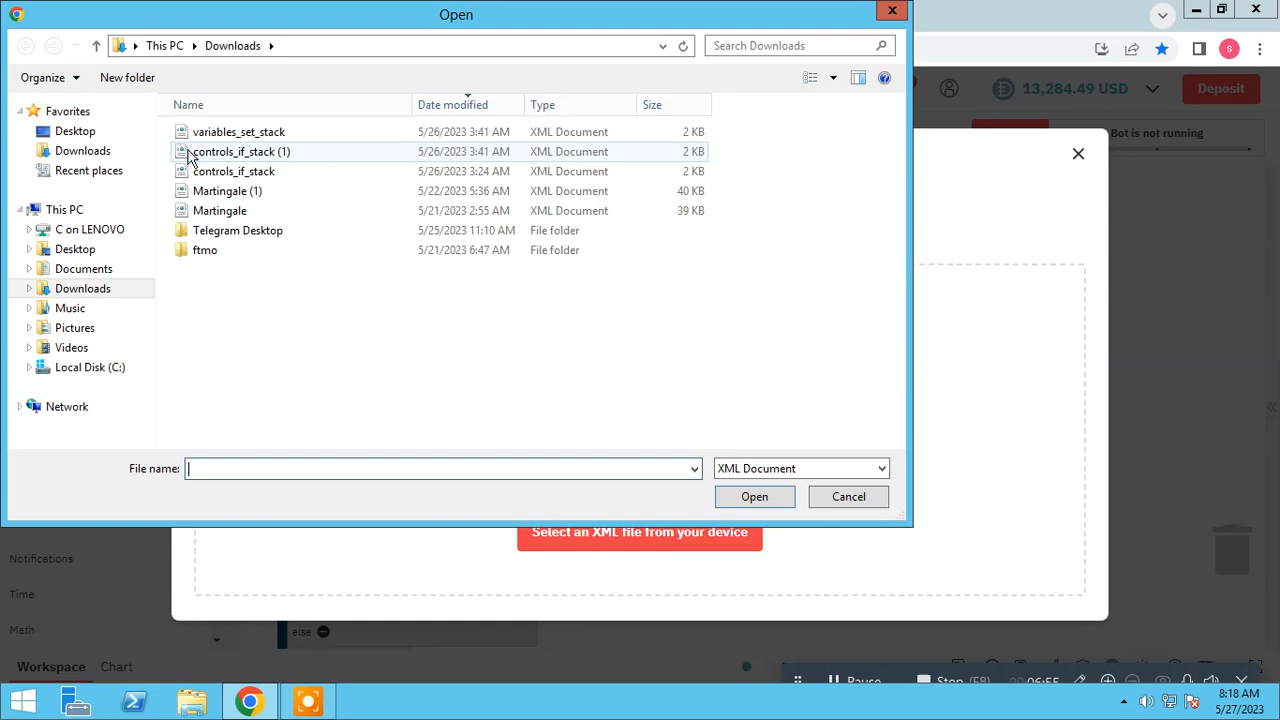 Open
This PC Downloads
Search Downloads
13,284.49 USD
Deposit
Organize
New folder
Name Date modified Type Size
Favorites
Desktop
Downloads
Recent places
This PC
C on LENOVO
Desktop
Documents
Downloads
Music
Pictures
Videos
Local Disk (C:)
Network
variables_set_stack 5/26/2023 3:41 AM XML Document 2 KB
controls_if_stack (1) 5/26/2023 3:41 AM XML Document 2 KB
controls_if_stack 5/26/2023 3:24 AM XML Document 2 KB
Martingale (1) 5/22/2023 5:36 AM XML Document 40 KB
Martingale 5/21/2023 2:55 AM XML Document 39 KB
Telegram Desktop 5/25/2023 11:10 AM File folder
ftmo 5/21/2023 6:47 AM File folder
Bot is not running
S
File name:
XML Document
Open
Cancel
Select an XML file from your device
Notifications
Time
Math
else
Workspace Chart
Pause
Stop (F8)
00:06:55
8:18 AM
5/27/2023